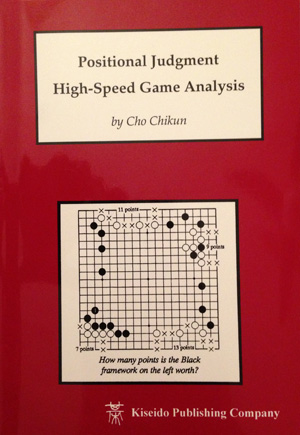 Positional Judgment
High-Speed Game Analysis
by Cho Chikun
11 points
9 points
7 points
13 points
How many points is the Black
framework on the left worth?
Kiseido Publishing Company